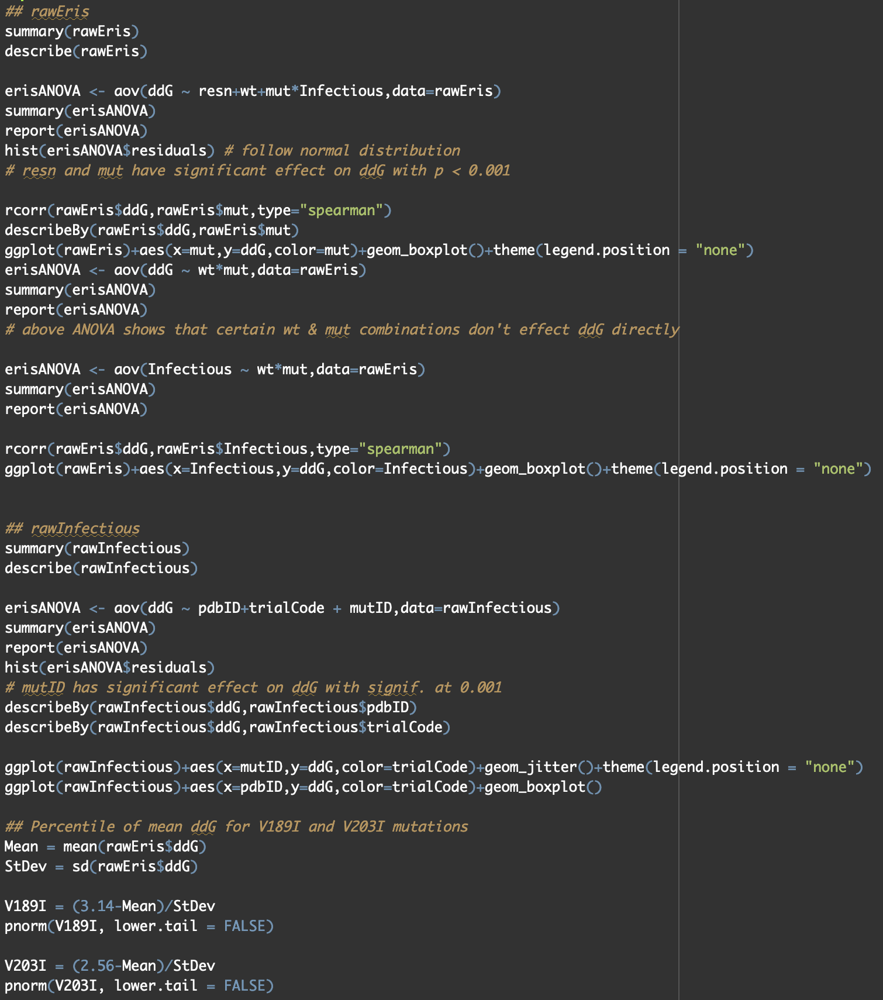 ## rawEris
summary(rawEris)
describe(rawEris)
erisANOVA <- aov(ddG ~ resn+wt+mut*Infectious,data=rawEris)
summary(erisANOVA)
report(erisANOVA)
hist(erisANOVA$residuals) # follow normal distribution
# resn and mut have significant effect on ddG with p < 0.001
rcorr(rawEris$ddG,rawEris$mut,type="spearman")
describeBy(rawEris$ddG,rawEris$mut)
ggplot(rawEris)+aes(x=mut,y=ddG,color=mut)+geom_boxplot()+theme(legend.position = "none")
erisANOVA <- aov(ddG ~ wt*mut,data=rawEris)
summary(erisANOVA)
report(erisANOVA)
# above ANOVA shows that certain wt & mut combinations don't effect ddG directly
erisANOVA <- aov(Infectious ~ wt*mut,data=rawEris)
summary(erisANOVA)
report(erisANOVA)
rcorr(rawEris$ddG,rawEris$Infectious,type="spearman")
ggplot(rawEris)+aes(x=Infectious,y=ddG,color=Infectious)+geom_boxplot()+theme(legend.position = "none")
## rawInfectious
summary(rawInfectious)
describe(rawInfectious)
erisANOVA <- aov(ddG ~ pdbID+trialCode + mutID,data=rawInfectious)
summary(erisANOVA)
report(erisANOVA)
hist(erisANOVA$residuals)
# mutID has significant effect on ddG with signif. at 0.001
describeBy(rawInfectious$ddG,rawInfectious$pdbID)
describeBy(rawInfectious$ddG,rawInfectious$trialCode)
ggplot(rawInfectious)+aes(x=mutID,y=ddG,color=trialCode)+geom_jitter()+theme(legend.position = "none")
ggplot(rawInfectious)+aes(x=pdbID,y=ddG,color=trialCode)+geom_boxplot()
## Percentile of mean ddG for V189I and V203I mutations
Mean = mean(rawEris$ddG)
StDev = sd(rawEris$ddG)
V189I = (3.14-Mean)/StDev
pnorm(V189I, lower.tail = FALSE)
V203I = (2.56-Mean)/StDev
pnorm(V203I, lower.tail = FALSE)